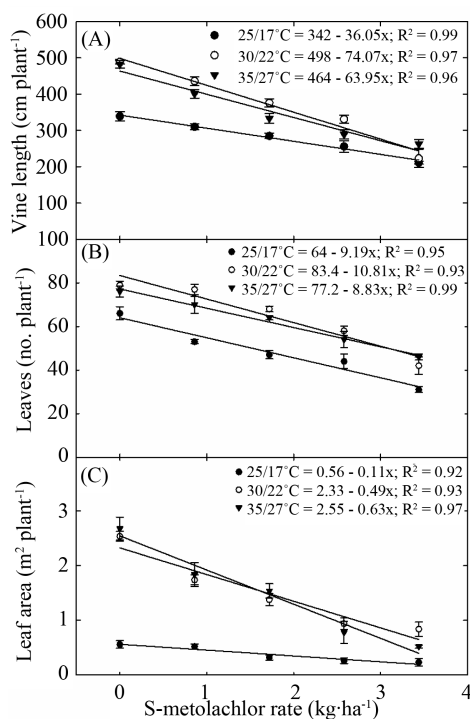 600
(A)
25/17°C = 342 - 36.05x; R² = 0.99
30/22°C = 498 - 74.07x; R² = 0.97
35/27°C = 464 - 63.95x; R² = 0.96
500
400
300
200
100
Vine length (cm plant⁻¹)
(B)
25/17°C = 64 - 9.19x; R² = 0.95
30/22°C = 83.4 - 10.81x; R² = 0.93
35/27°C = 77.2 - 8.83x; R² = 0.99
80
60
40
20
0
Leaves (no. plant⁻¹)
(C)
25/17°C = 0.56 - 0.11x; R² = 0.92
30/22°C = 2.33 - 0.49x; R² = 0.93
35/27°C = 2.55 - 0.63x; R² = 0.97
3
2
1
0
Leaf area (m² plant⁻¹)
0 1 2 3 4
S-metolachlor rate (kg·ha⁻¹)